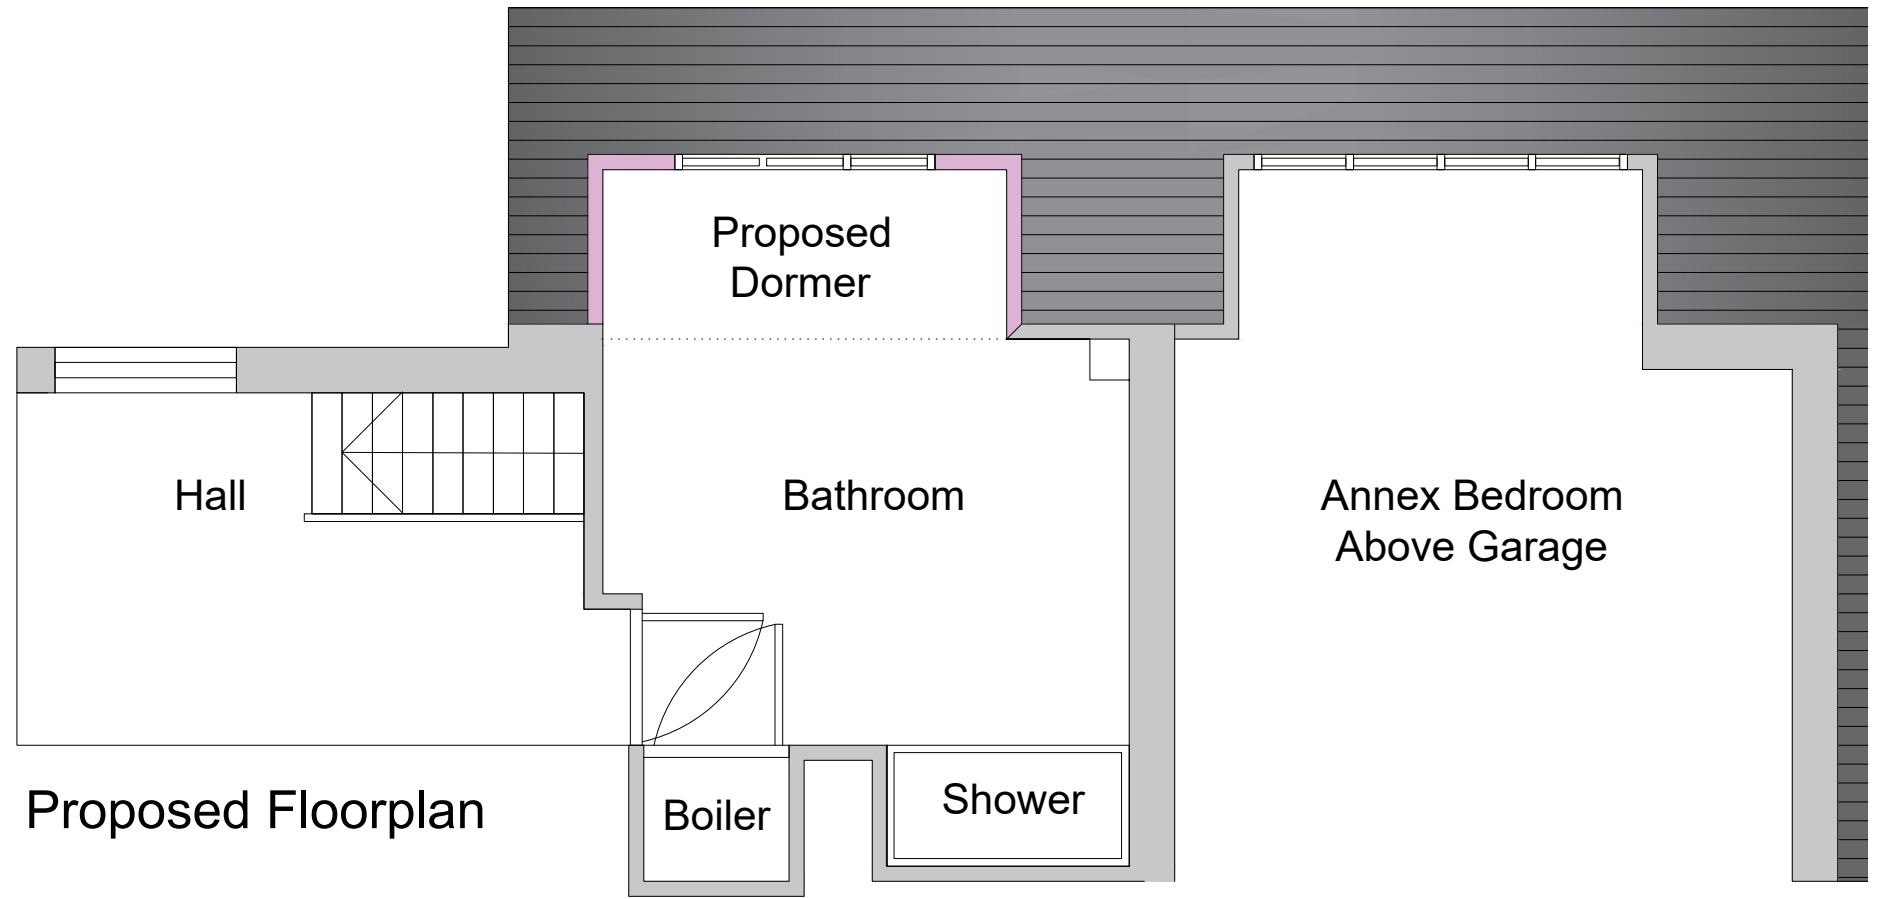 Proposed
Dormer
Hall
Bathroom
Annex Bedroom
Above Garage
Proposed Floorplan
Boiler
Shower